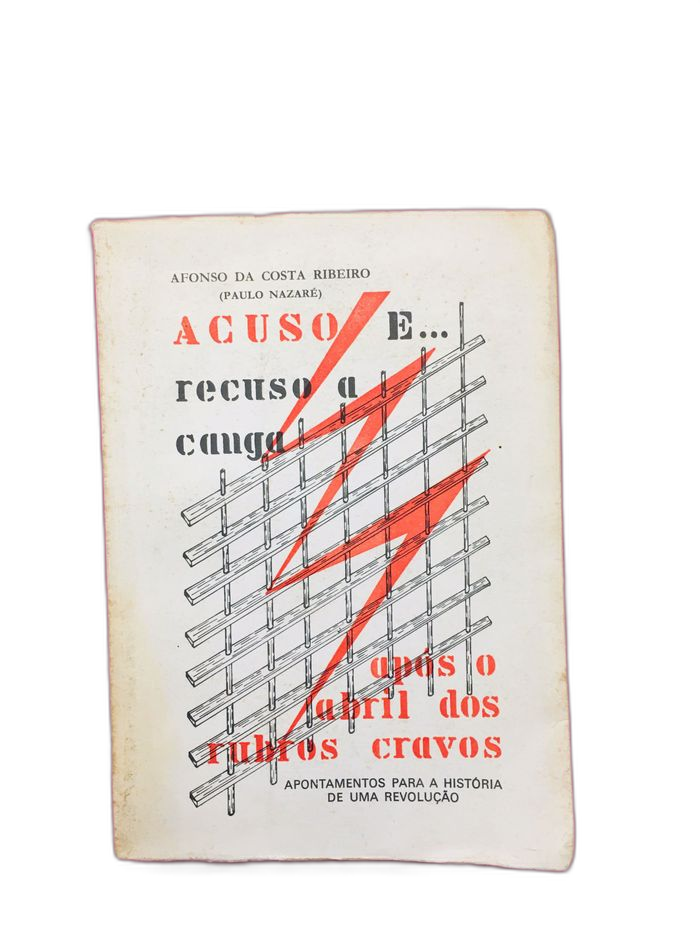 AFONSO DA COSTA RIBEIRO
(PAULO NAZARÉ)
ACUSO E...
recuso a
canga
após o
abril dos
rubros cravos
APONTAMENTOS PARA A HISTÓRIA
DE UMA REVOLUÇÃO